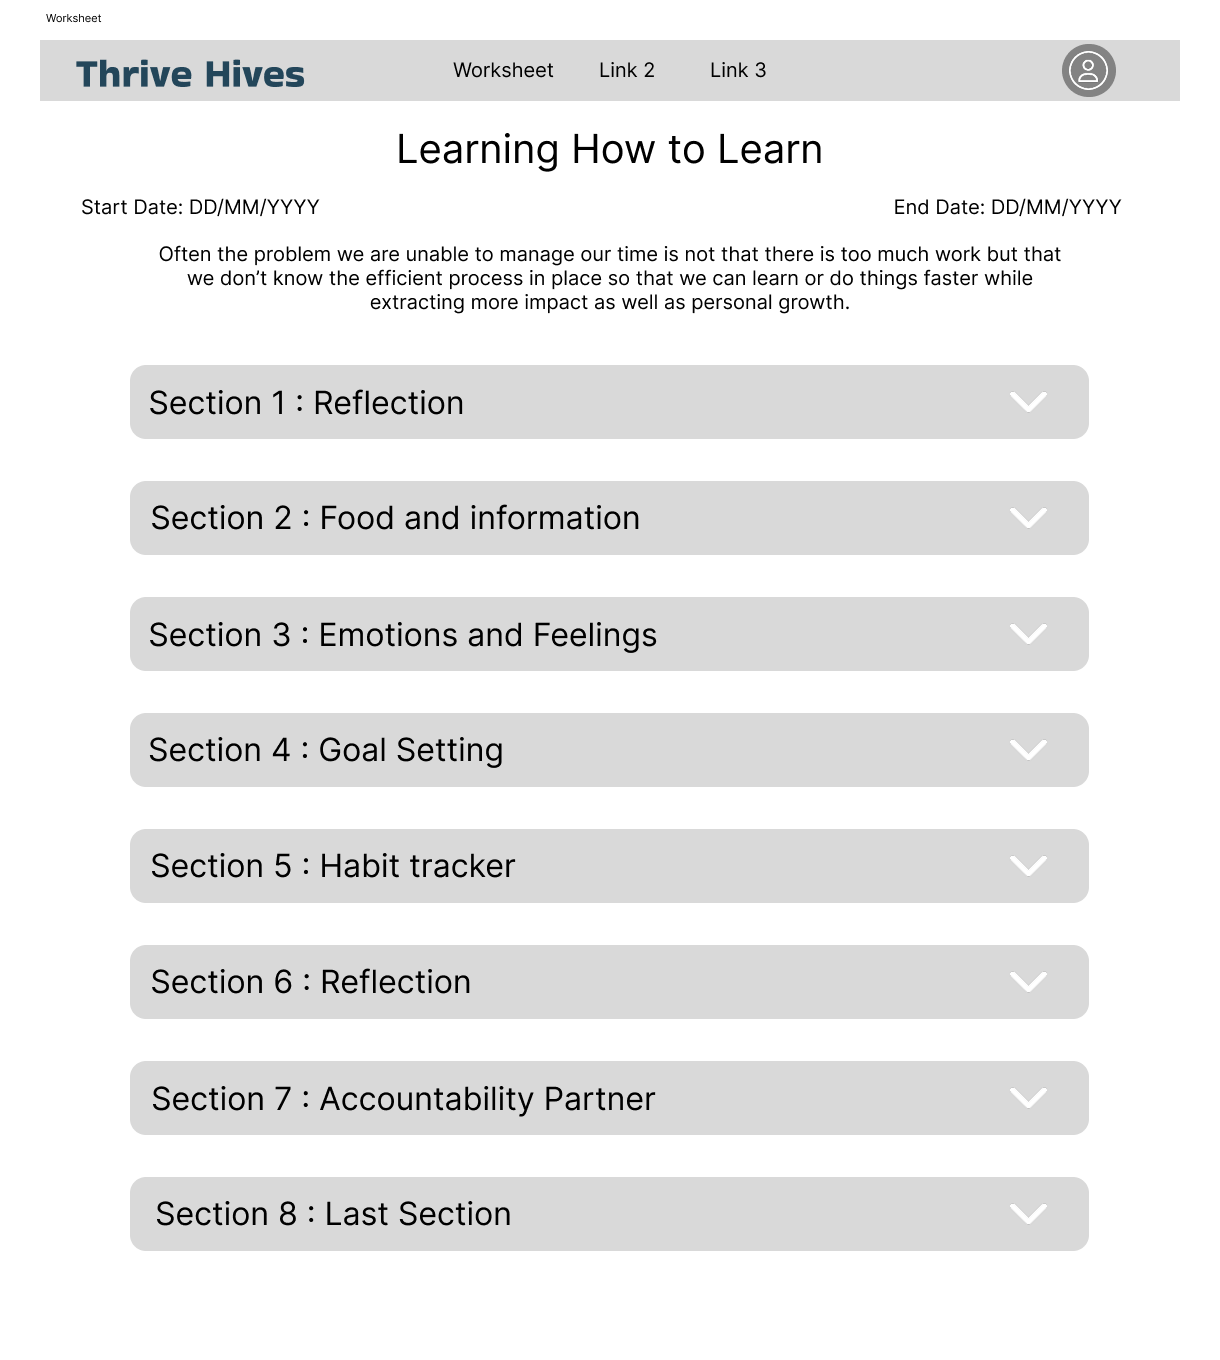 Worksheet
Thrive Hives
Worksheet
Link 2
Link 3
Learning How to Learn
Start Date: DD/MM/YYYY
End Date: DD/MM/YYYY
Often the problem we are unable to manage our time is not that there is too much work but that
we don’t know the efficient process in place so that we can learn or do things faster while
extracting more impact as well as personal growth.
Section 1 : Reflection
Section 2 : Food and information
Section 3 : Emotions and Feelings
Section 4 : Goal Setting
Section 5 : Habit tracker
Section 6 : Reflection
Section 7 : Accountability Partner
Section 8 : Last Section